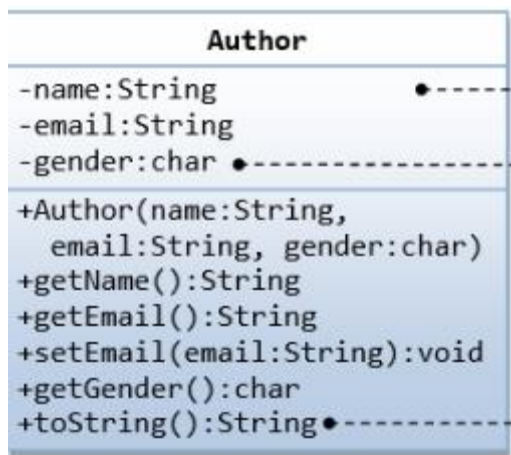 Author
-name:String
-email:String
-gender:char
+Author(name:String,
email:String, gender:char)
+getName():String
+getEmail():String
+setEmail(email:String):void
+getGender():char
+toString():String